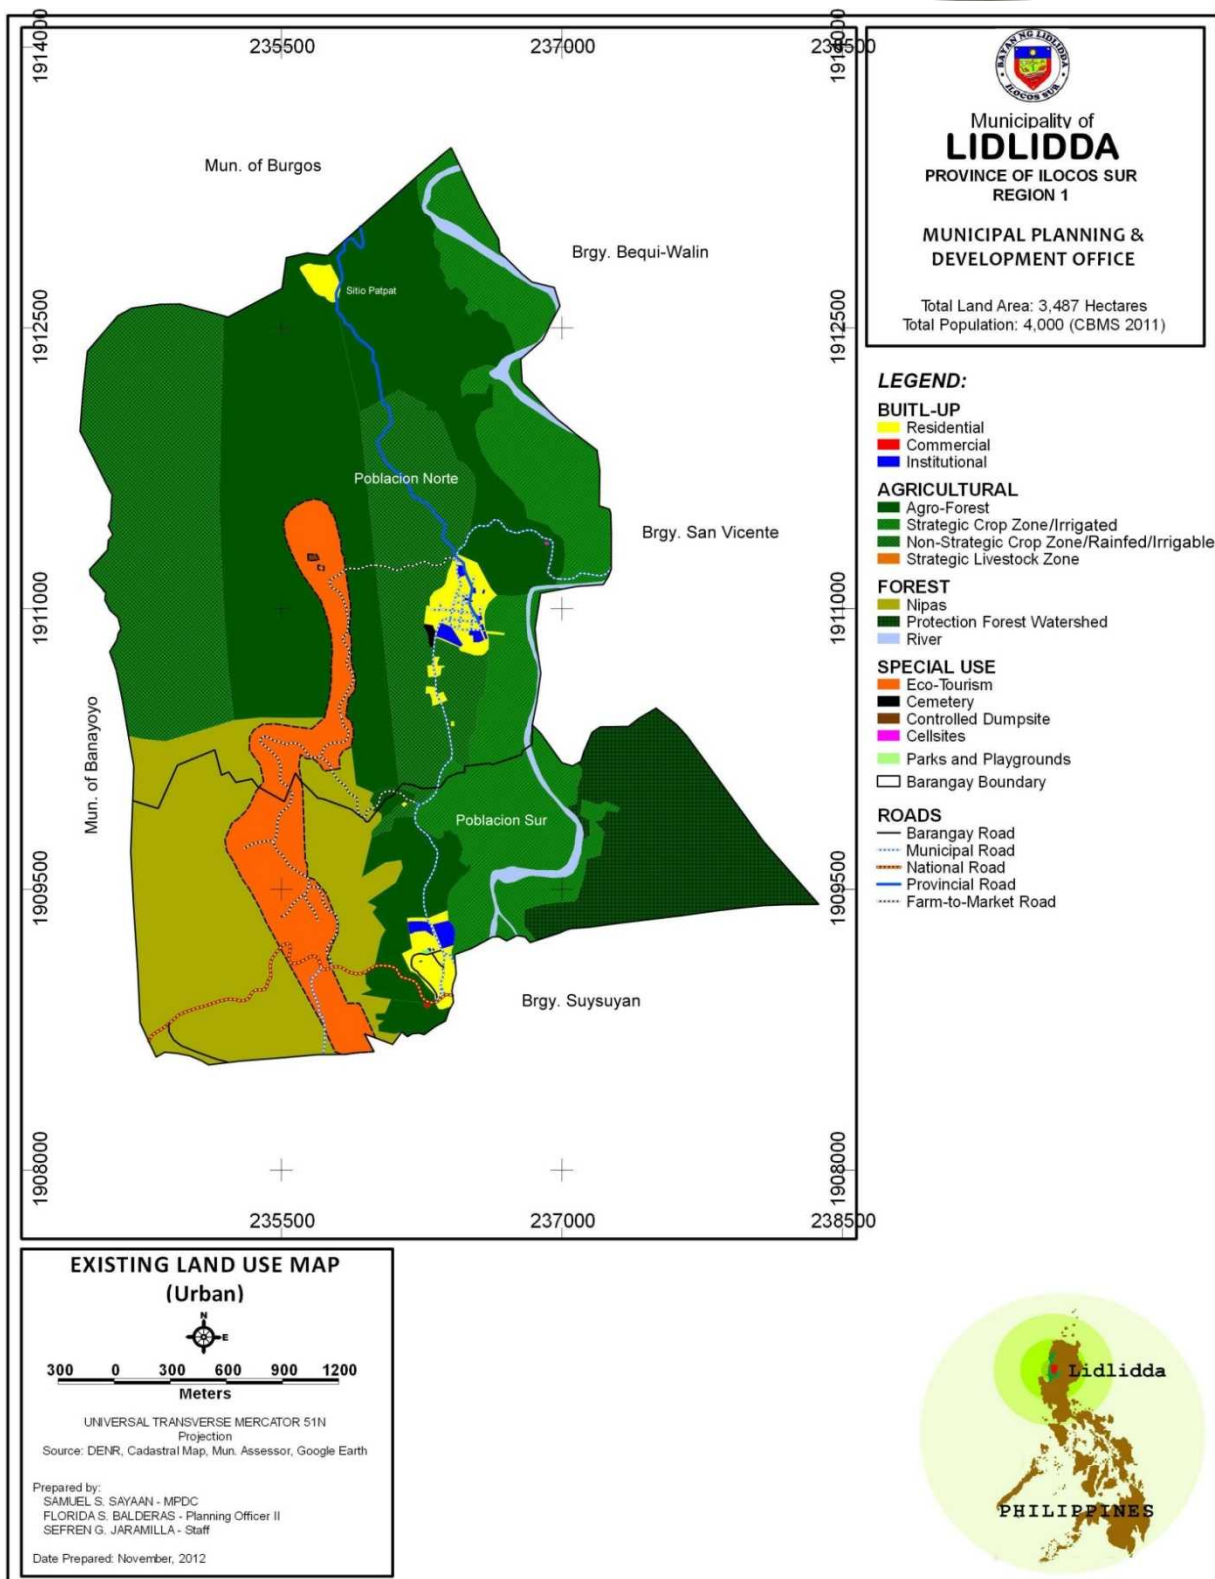 1914000
235500
237000
238500
1914000
BAYAN NG LIDLIDDA
ILOCOS SUR
Municipality of
LIDLIDDA
PROVINCE OF ILOCOS SUR
REGION 1
MUNICIPAL PLANNING &
DEVELOPMENT OFFICE
Total Land Area: 3,487 Hectares
Total Population: 4,000 (CBMS 2011)
Mun. of Burgos
Brgy. Bequi-Walin
Sitio Patpat
1912500
1912500
Poblacion Norte
Brgy. San Vicente
1911000
1911000
Mun. of Banayoyo
Poblacion Sur
1909500
1909500
Brgy. Suysuyan
1908000
1908000
235500
237000
238500
LEGEND:
BUITL-UP
Residential
Commercial
Institutional
AGRICULTURAL
Agro-Forest
Strategic Crop Zone/Irrigated
Non-Strategic Crop Zone/Rainfed/Irrigable
Strategic Livestock Zone
FOREST
Nipas
Protection Forest Watershed
River
SPECIAL USE
Eco-Tourism
Cemetery
Controlled Dumpsite
Cellsites
Parks and Playgrounds
Barangay Boundary
ROADS
Barangay Road
Municipal Road
National Road
Provincial Road
Farm-to-Market Road
EXISTING LAND USE MAP
(Urban)
N
E
300 0 300 600 900 1200
Meters
UNIVERSAL TRANSVERSE MERCATOR 51N
Projection
Source: DENR, Cadastral Map, Mun. Assessor, Google Earth
Prepared by:
SAMUEL S. SAYAAN - MPDC
FLORIDA S. BALDERAS - Planning Officer II
SEFREN G. JARAMILLA - Staff
Date Prepared: November, 2012
Lidlidda
PHILIPPINES